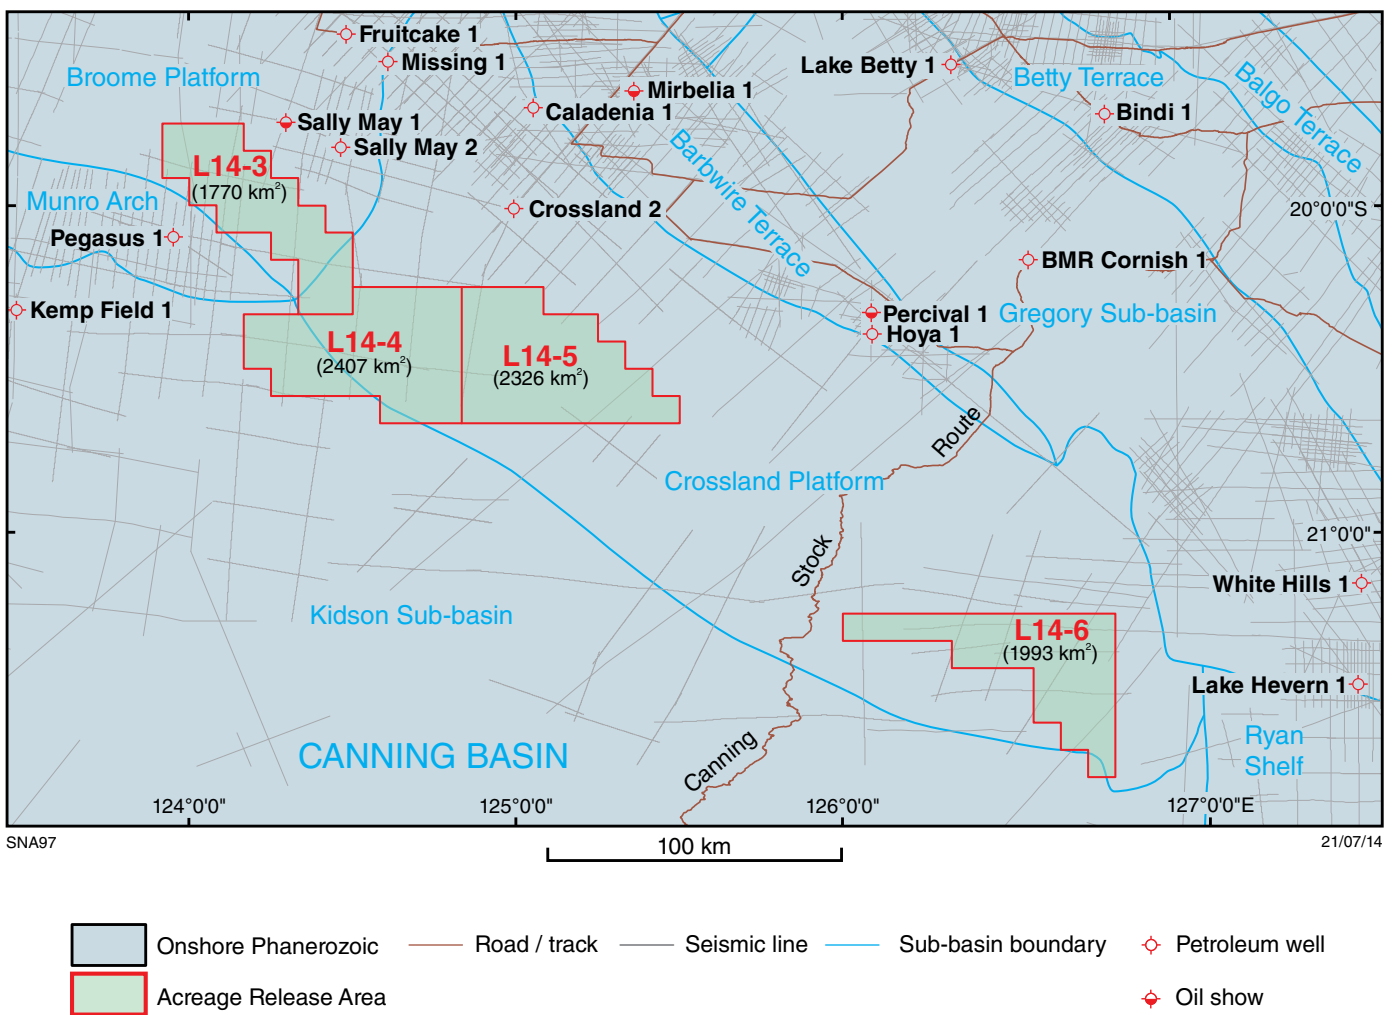 Fruitcake 1
Missing 1
Lake Betty 1
Broome Platform
Betty Terrace
Balgo Terrace
Mirbelia 1
Caladenia 1
Bindi 1
Sally May 1
Sally May 2
L14-3
(1770 km²)
Barbwire Terrace
Munro Arch
Crossland 2
20°0'0"S
Pegasus 1
BMR Cornish 1
Kemp Field 1
Percival 1
Gregory Sub-basin
Hoya 1
L14-4
(2407 km²)
L14-5
(2326 km²)
Route
Crossland Platform
21°0'0"
Stock
White Hills 1
Kidson Sub-basin
L14-6
(1993 km²)
Lake Hevern 1
Ryan
Shelf
CANNING BASIN
Canning
124°0'0"
125°0'0"
126°0'0"
127°0'0"E
SNA97
100 km
21/07/14
Onshore Phanerozoic
Road / track
Seismic line
Sub-basin boundary
Petroleum well
Acreage Release Area
Oil show